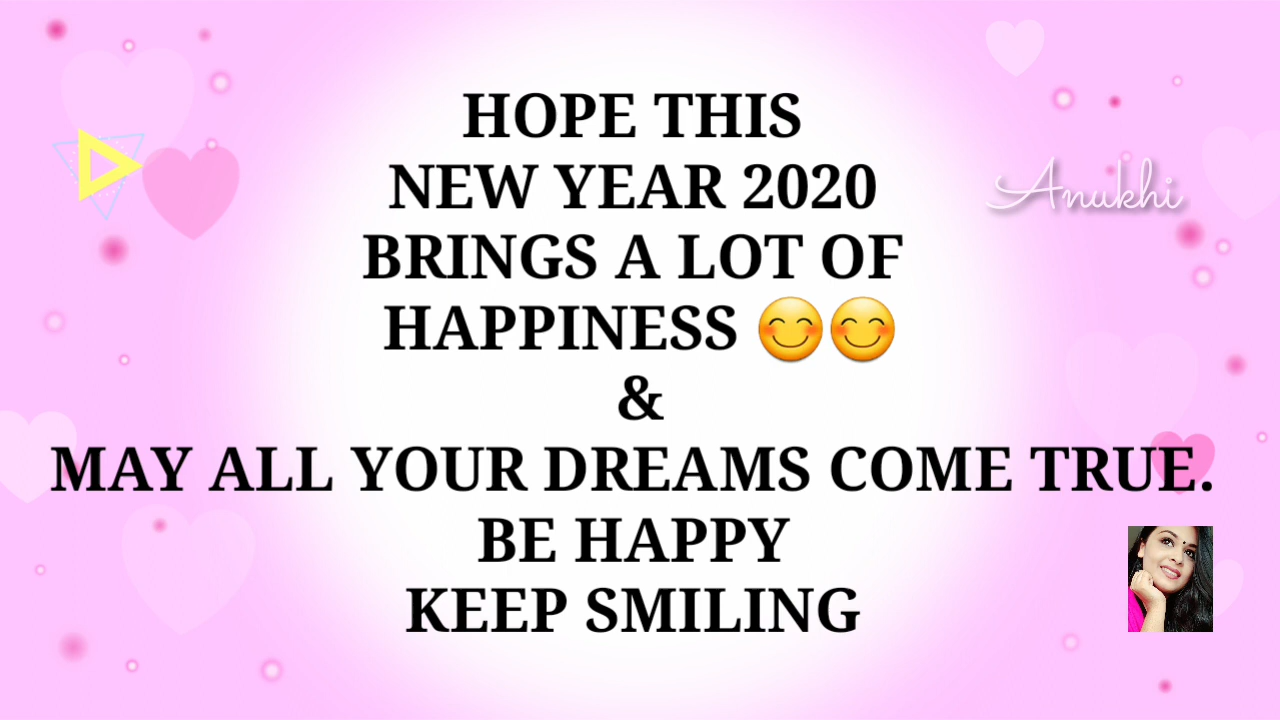 HOPE THIS
NEW YEAR 2020
BRINGS A LOT OF
HAPPINESS 😊😊
&
MAY ALL YOUR DREAMS COME TRUE.
BE HAPPY
KEEP SMILING
Anukhi